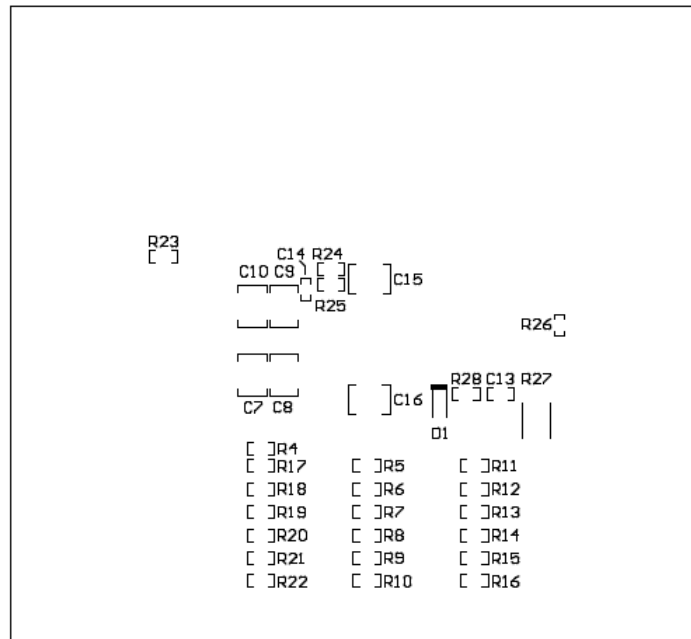 R23
C14 R24
C10 C9
C15
R25
R26
R28 C13 R27
C7 C8
C16
D1
R4
R17 R5 R11
R18 R6 R12
R19 R7 R13
R20 R8 R14
R21 R9 R15
R22 R10 R16